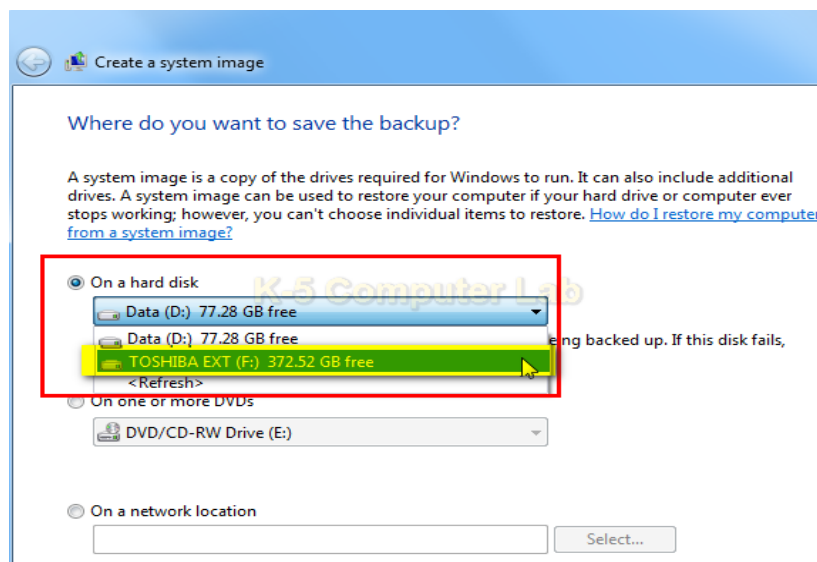 Create a system image
Where do you want to save the backup?
A system image is a copy of the drives required for Windows to run. It can also include additional
drives. A system image can be used to restore your computer if your hard drive or computer ever
stops working; however, you can't choose individual items to restore. How do I restore my computer
from a system image?
On a hard disk
K-5 Computer Lab
Data (D:) 77.28 GB free
Data (D:) 77.28 GB free
ing backed up. If this disk fails,
TOSHIBA EXT (F:) 372.52 GB free
<Refresh>
On one or more DVDs
DVD/CD-RW Drive (E:)
On a network location
Select...